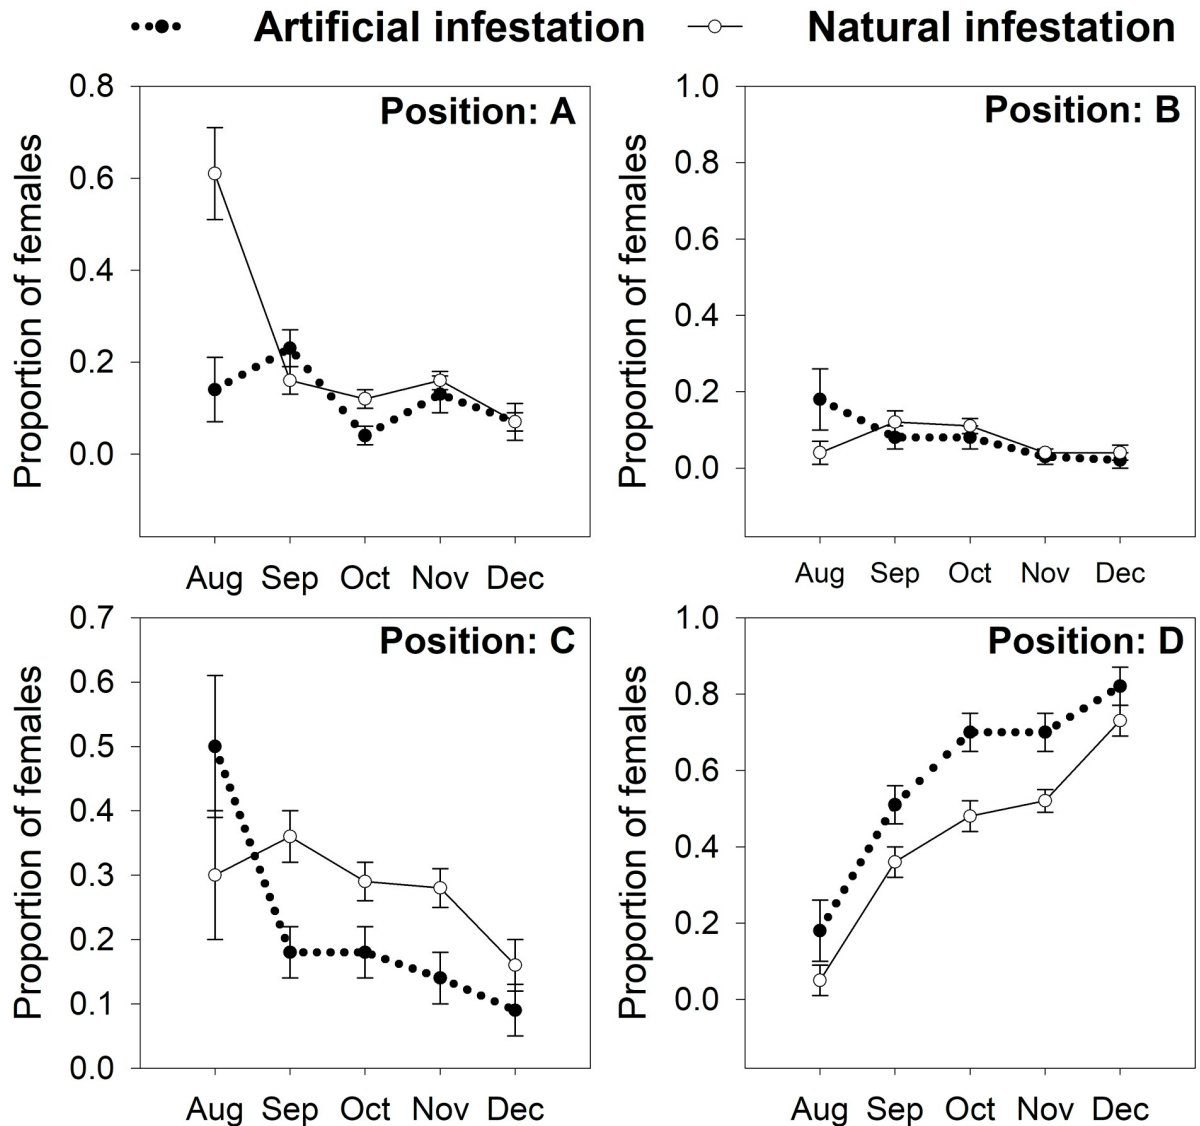 Artificial infestation Natural infestation
Position: A
Proportion of females
0.8
0.6
0.4
0.2
0.0
Aug Sep Oct Nov Dec
Position: B
Proportion of females
1.0
0.8
0.6
0.4
0.2
0.0
Aug Sep Oct Nov Dec
Position: C
Proportion of females
0.7
0.6
0.5
0.4
0.3
0.2
0.1
0.0
Aug Sep Oct Nov Dec
Position: D
Proportion of females
1.0
0.8
0.6
0.4
0.2
0.0
Aug Sep Oct Nov Dec